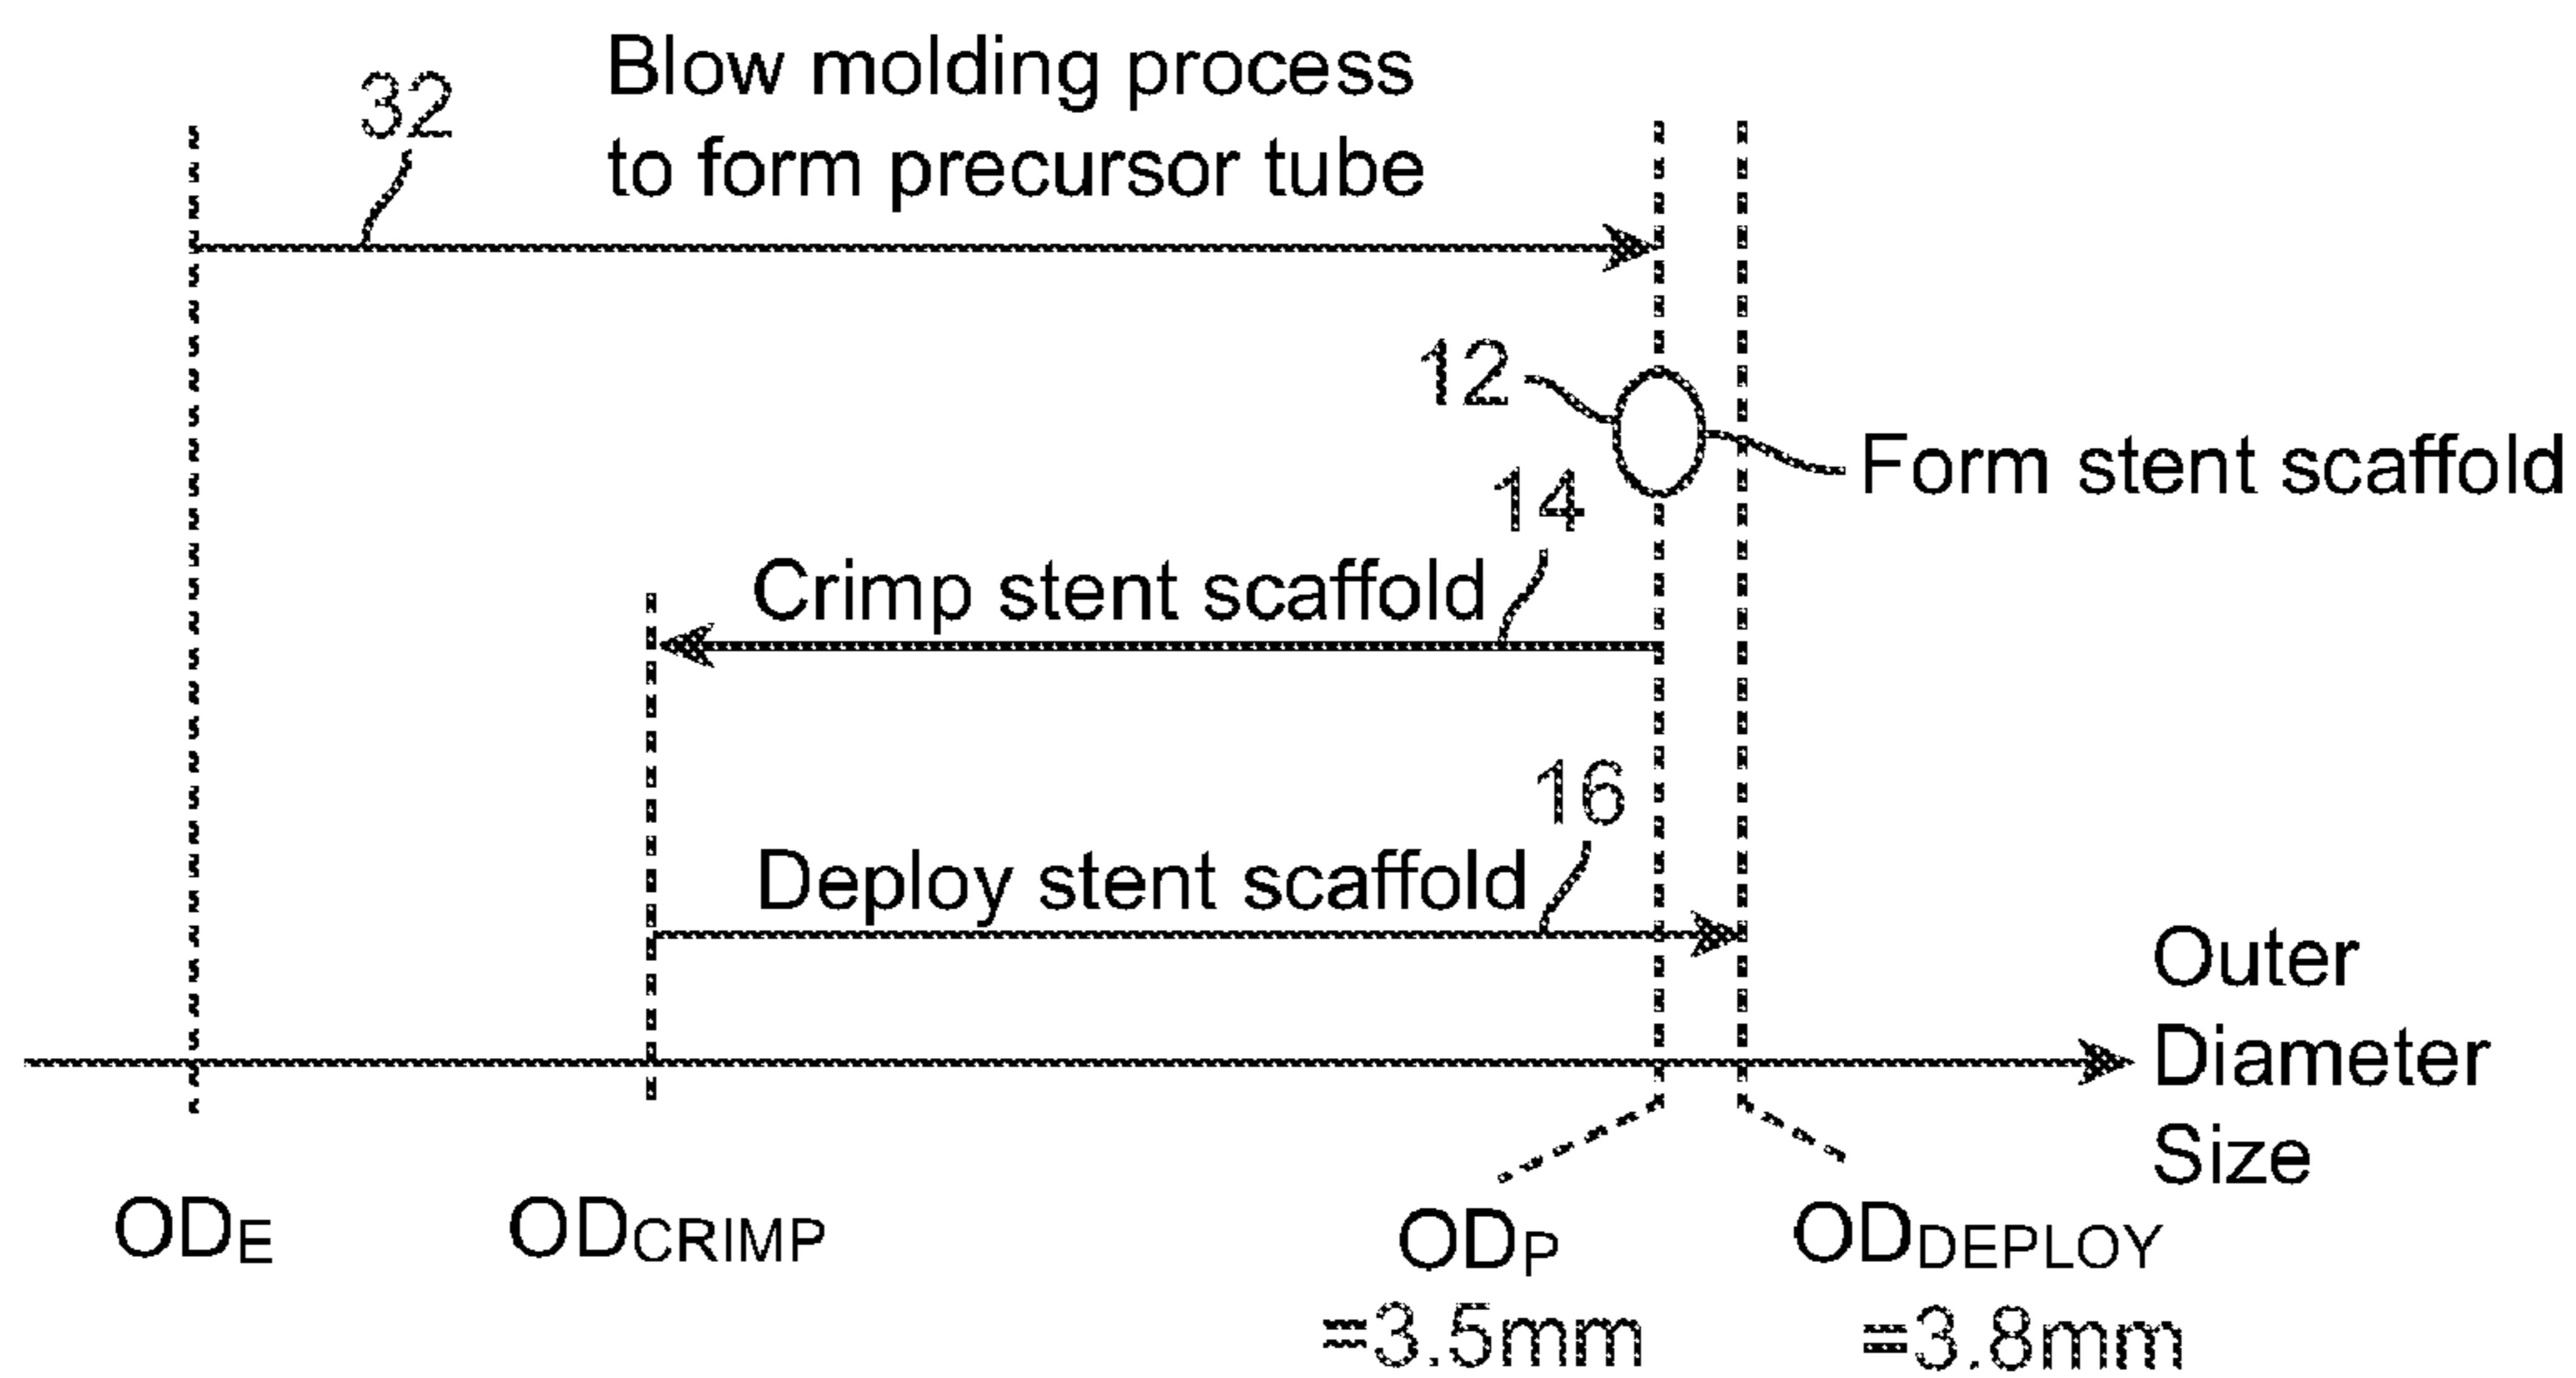 Blow molding process
to form precursor tube
32
12
Form stent scaffold
14
Crimp stent scaffold
16
Deploy stent scaffold
Outer
Diameter
Size
ODE
ODCRIMP
ODP
=3.5mm
ODDEPLOY
=3.8mm